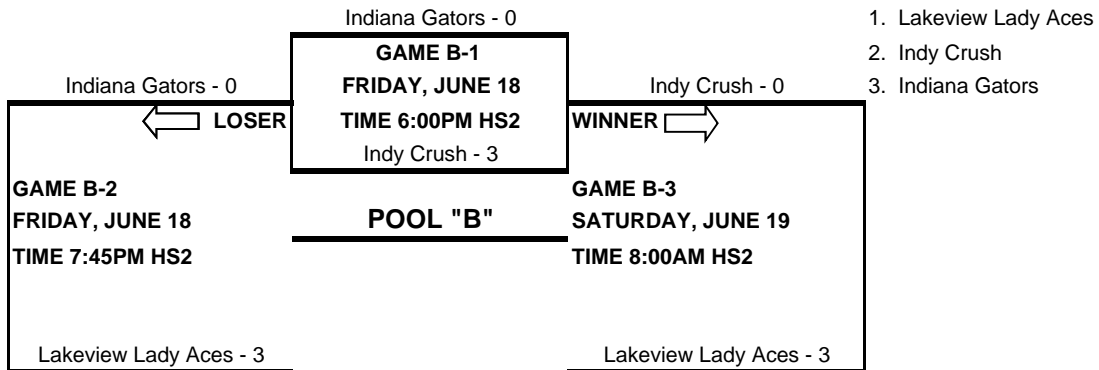 Indiana Gators - 0
1. Lakeview Lady Aces
GAME B-1
2. Indy Crush
Indiana Gators - 0
FRIDAY, JUNE 18
Indy Crush - 0
3. Indiana Gators
LOSER
TIME 6:00PM HS2
WINNER
Indy Crush - 3
GAME B-2
GAME B-3
FRIDAY, JUNE 18
POOL "B"
SATURDAY, JUNE 19
TIME 7:45PM HS2
TIME 8:00AM HS2
Lakeview Lady Aces - 3
Lakeview Lady Aces - 3